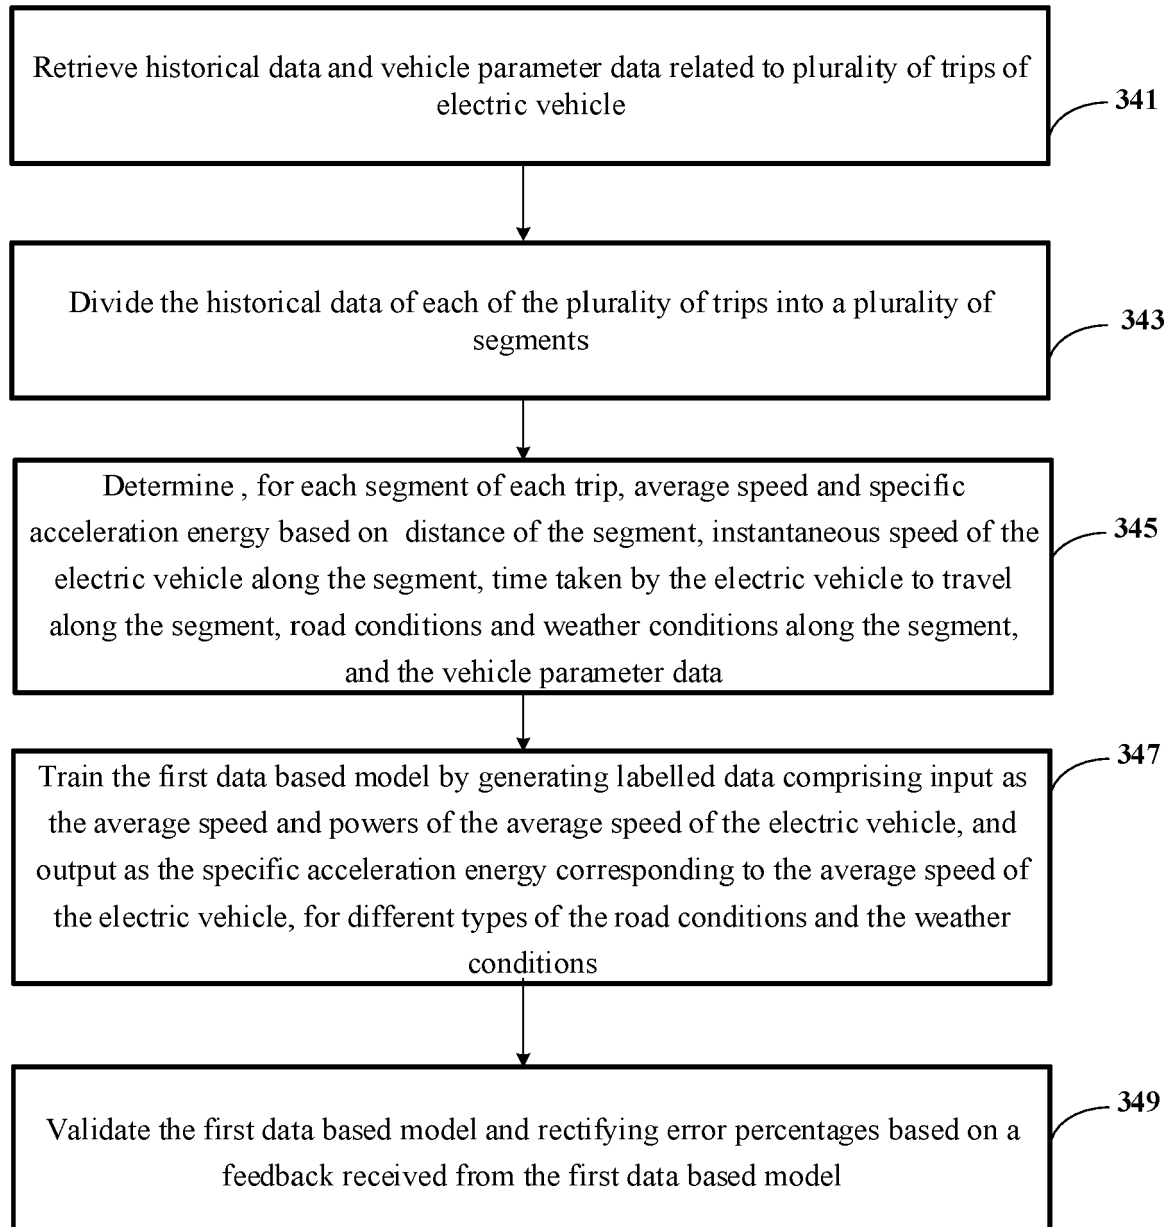 Retrieve historical data and vehicle parameter data related to plurality of trips of
electric vehicle
341
Divide the historical data of each of the plurality of trips into a plurality of
segments
343
Determine , for each segment of each trip, average speed and specific
acceleration energy based on distance of the segment, instantaneous speed of the
electric vehicle along the segment, time taken by the electric vehicle to travel
along the segment, road conditions and weather conditions along the segment,
and the vehicle parameter data
345
Train the first data based model by generating labelled data comprising input as
the average speed and powers of the average speed of the electric vehicle, and
output as the specific acceleration energy corresponding to the average speed of
the electric vehicle, for different types of the road conditions and the weather
conditions
347
Validate the first data based model and rectifying error percentages based on a
feedback received from the first data based model
349